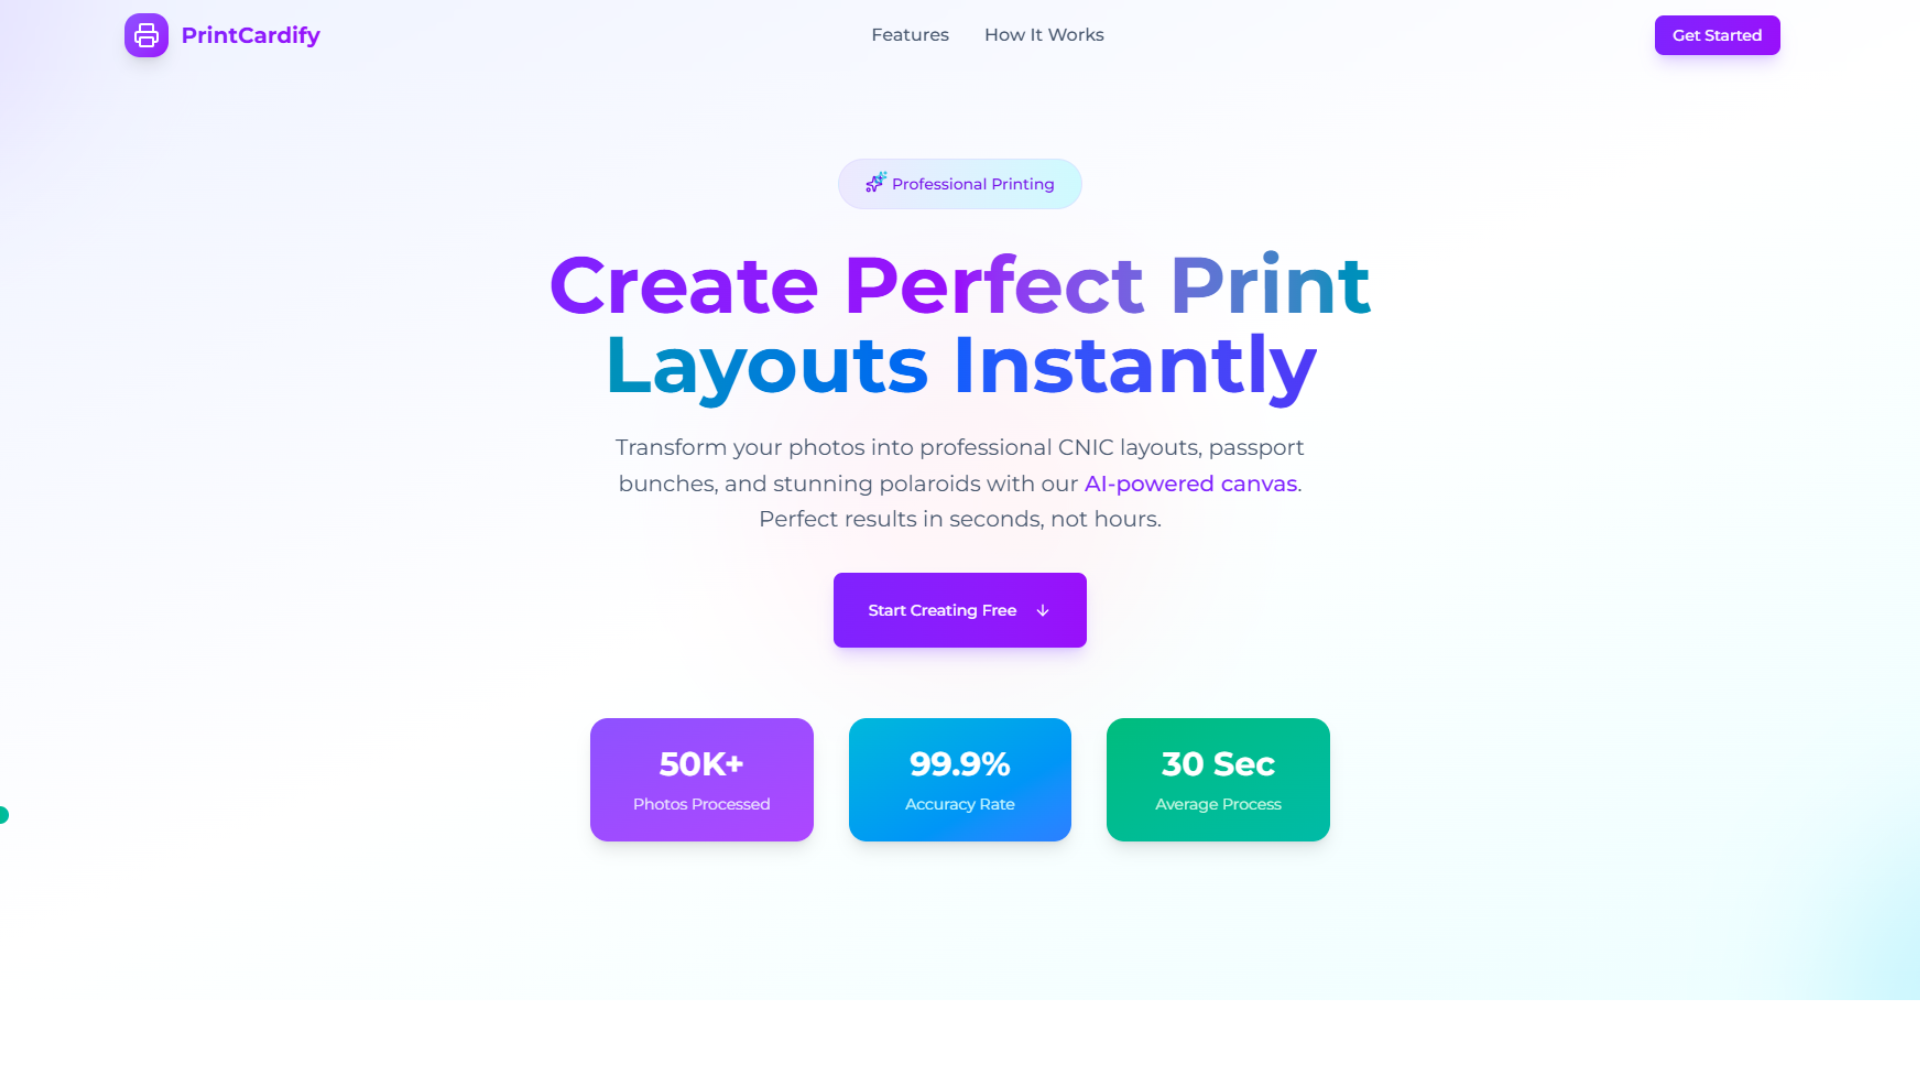 PrintCardify
Features
How It Works
Get Started
Professional Printing
Create Perfect Print
Layouts Instantly
Transform your photos into professional CNIC layouts, passport
bunches, and stunning polaroids with our AI-powered canvas.
Perfect results in seconds, not hours.
Start Creating Free
50K+
Photos Processed
99.9%
Accuracy Rate
30 Sec
Average Process